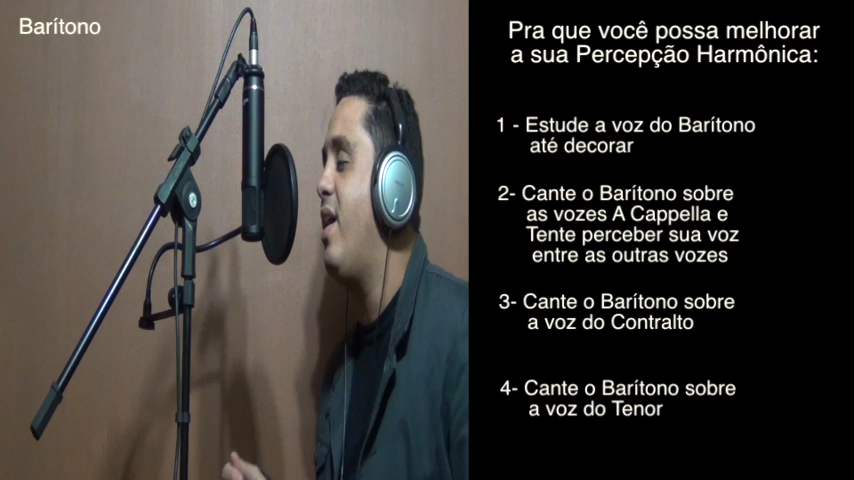 Barítono
Pra que você possa melhorar
a sua Percepção Harmônica:
1 - Estude a voz do Barítono
até decorar
2- Cante o Barítono sobre
as vozes A Cappella e
Tente perceber sua voz
entre as outras vozes
3- Cante o Barítono sobre
a voz do Contralto
4- Cante o Barítono sobre
a voz do Tenor